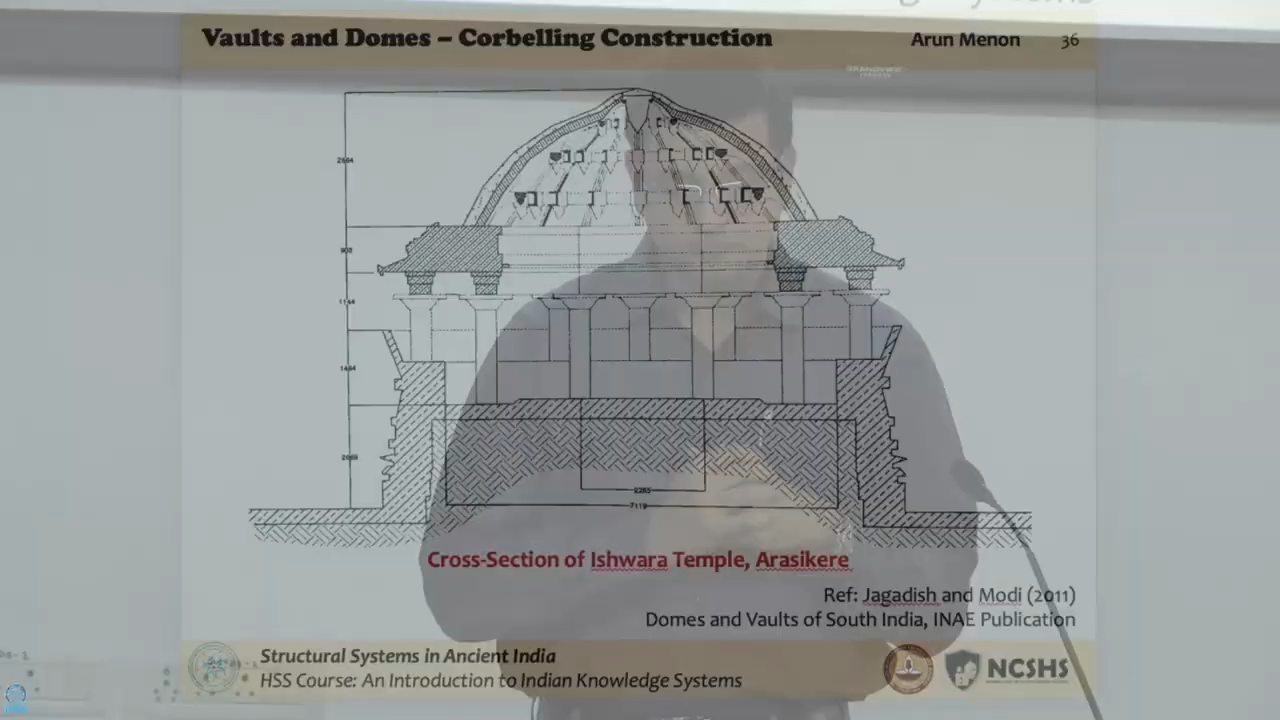 Vaults and Domes – Corbelling Construction
Arun Menon 36
2283
7119
Cross-Section of Ishwara Temple, Arasikere
Ref: Jagadish and Modi (2011)
Domes and Vaults of South India, INAE Publication
Structural Systems in Ancient India
HSS Course: An Introduction to Indian Knowledge Systems
NCSHS